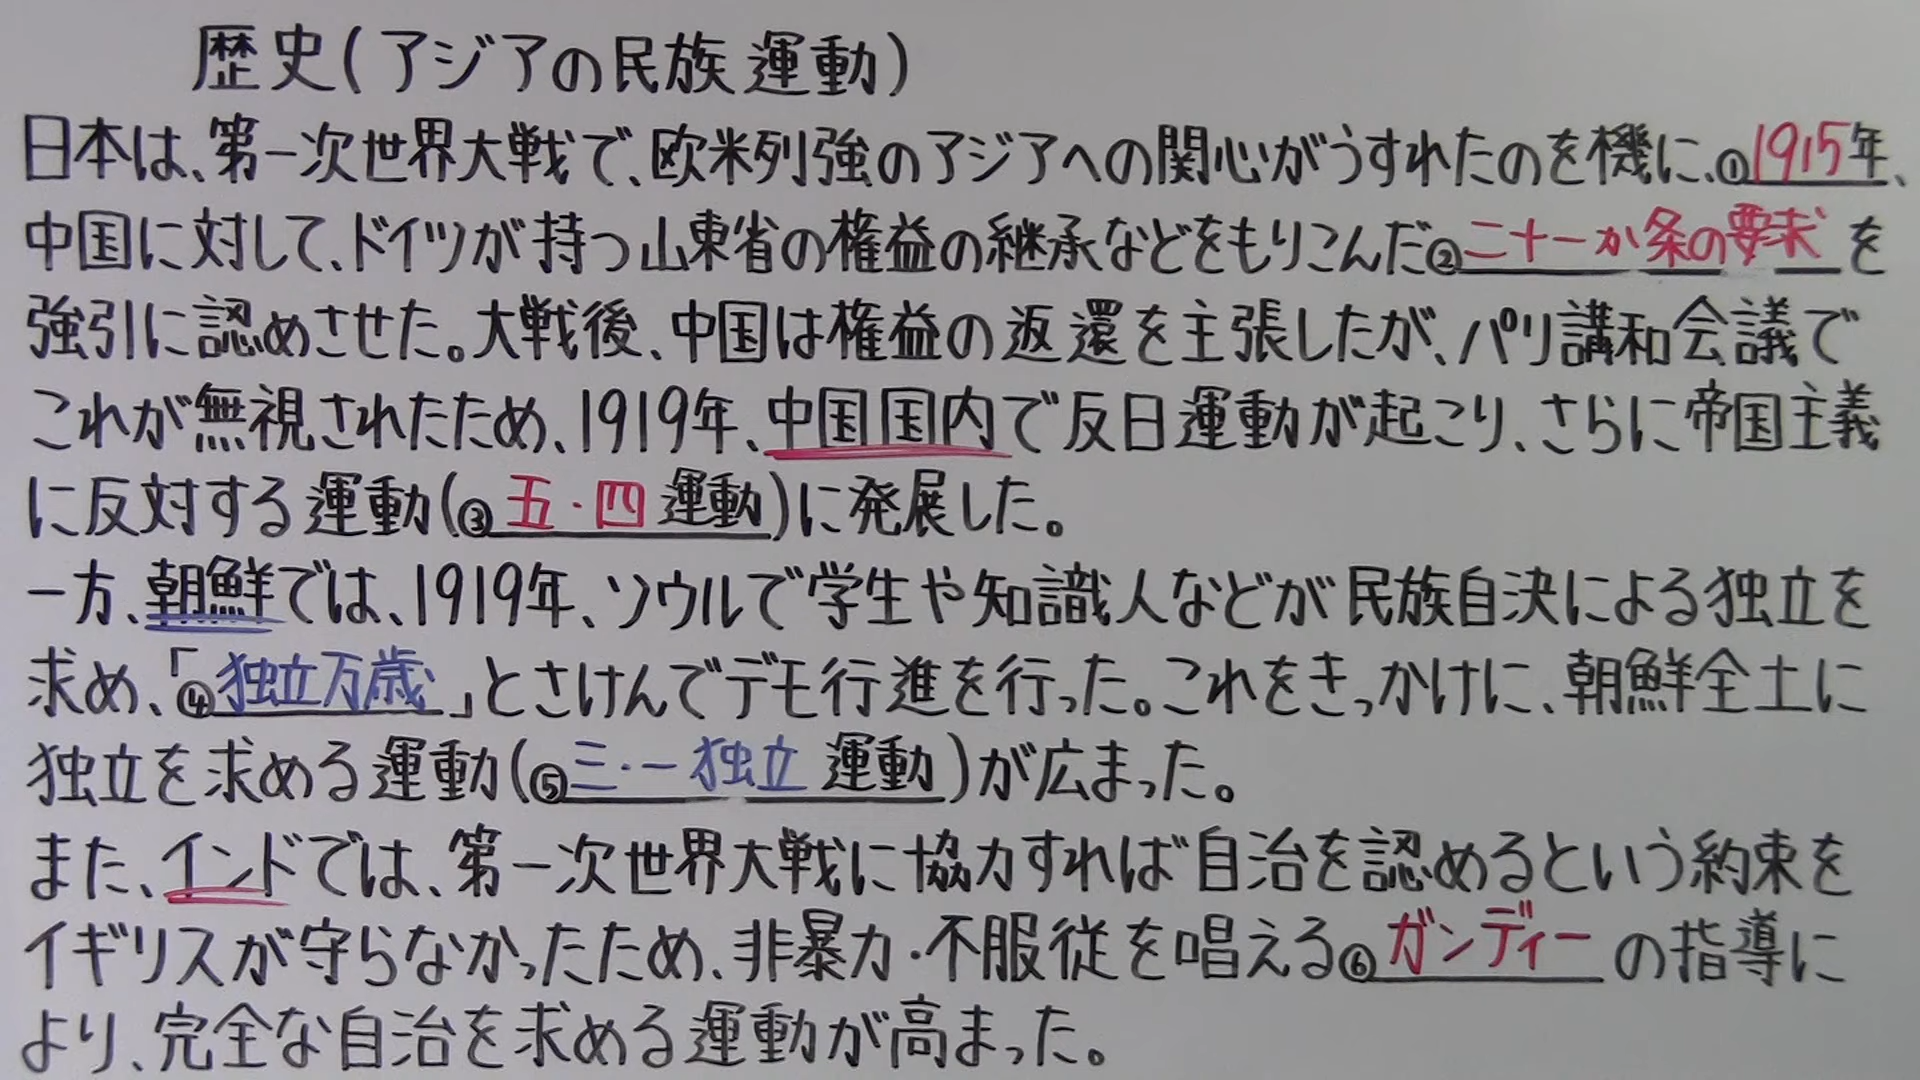 歴史(アジアの民族運動)
日本は、第一次世界大戦で、欧米列強のアジアへの関心がうすれたのを機に、①1915年、
中国に対して、ドイツが持つ山東省の権益の継承などをもりこんだ②二十一か条の要求を
強引に認めさせた。大戦後、中国は権益の返還を主張したが、パリ講和会議で
これが無視されたため、1919年、中国国内で反日運動が起こり、さらに帝国主義
に反対する運動(③五・四運動)に発展した。
一方、朝鮮では、1919年、ソウルで学生や知識人などが民族自決による独立を
求め、「④独立万歳」とさけんでデモ行進を行った。これをきっかけに、朝鮮全土に
独立を求める運動(⑤三・一独立運動)が広まった。
また、インドでは、第一次世界大戦に協力すれば自治を認めるという約束を
イギリスが守らなかったため、非暴力・不服従を唱える⑥ガンディーの指導に
より、完全な自治を求める運動が高まった。